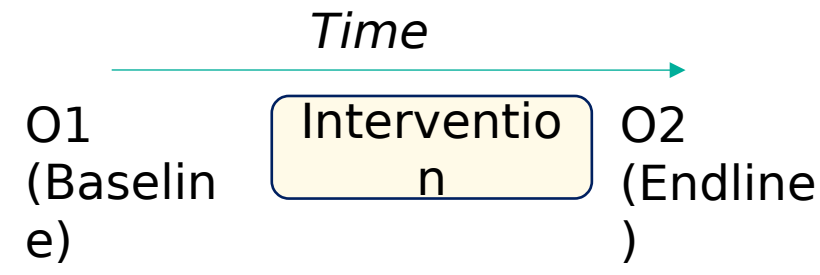 Time
O1
(Baselin
e)
Interventio
n
O2
(Endline
)